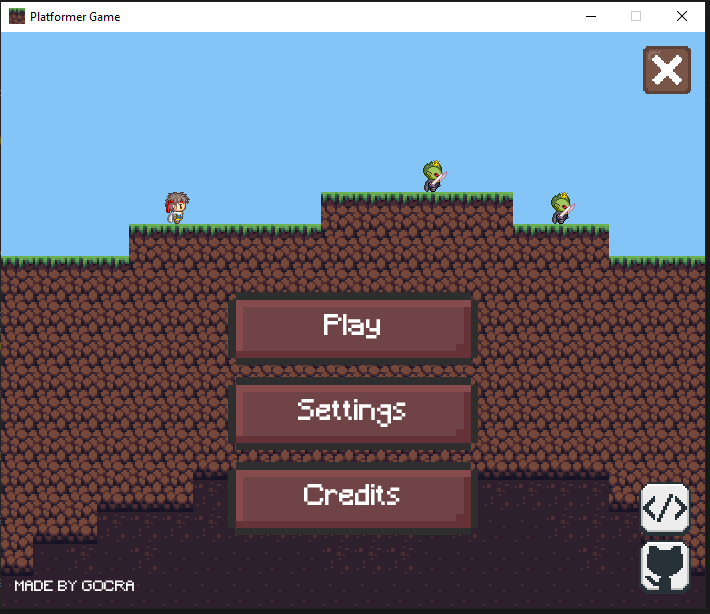 Platformer Game
Play
Settings
Credits
</>
MADE BY GOCRA